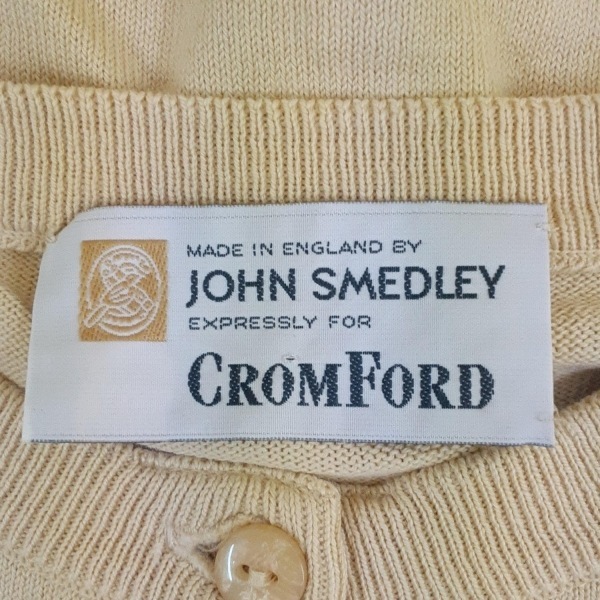 MADE IN ENGLAND BY
JOHN SMEDLEY
EXPRESSLY FOR
CROMFORD